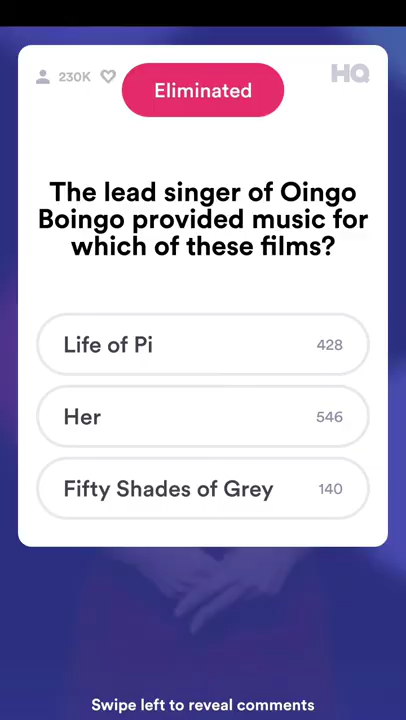 230K
Eliminated
HQ
The lead singer of Oingo
Boingo provided music for
which of these films?
Life of Pi 428
Her 546
Fifty Shades of Grey 140
Swipe left to reveal comments